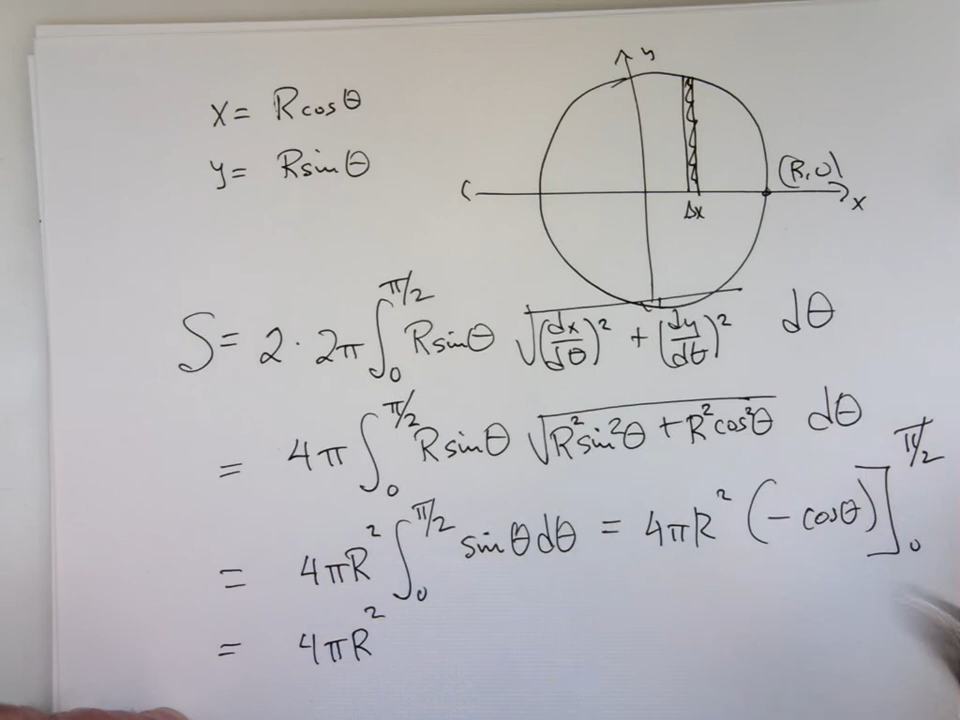 x = R cos θ
y = R sin θ
y
(R, 0)
x
Δx
S = 2 · 2π ∫₀^{π/2} R sin θ √((dx/dθ)² + (dy/dθ)²) dθ
= 4π ∫₀^{π/2} R sin θ √(R² sin² θ + R² cos² θ) dθ
= 4πR² ∫₀^{π/2} sin θ dθ = 4πR² (− cos θ)]₀^{π/2}
= 4πR²